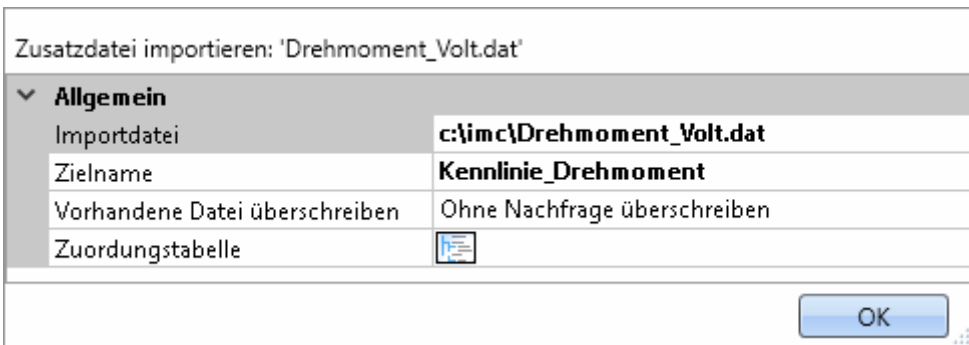 Zusatzdatei importieren: 'Drehmoment_Volt.dat'
Allgemein
Importdatei c:\imc\Drehmoment_Volt.dat
Zielname Kennlinie_Drehmoment
Vorhandene Datei überschreiben Ohne Nachfrage überschreiben
Zuordungstabelle
OK